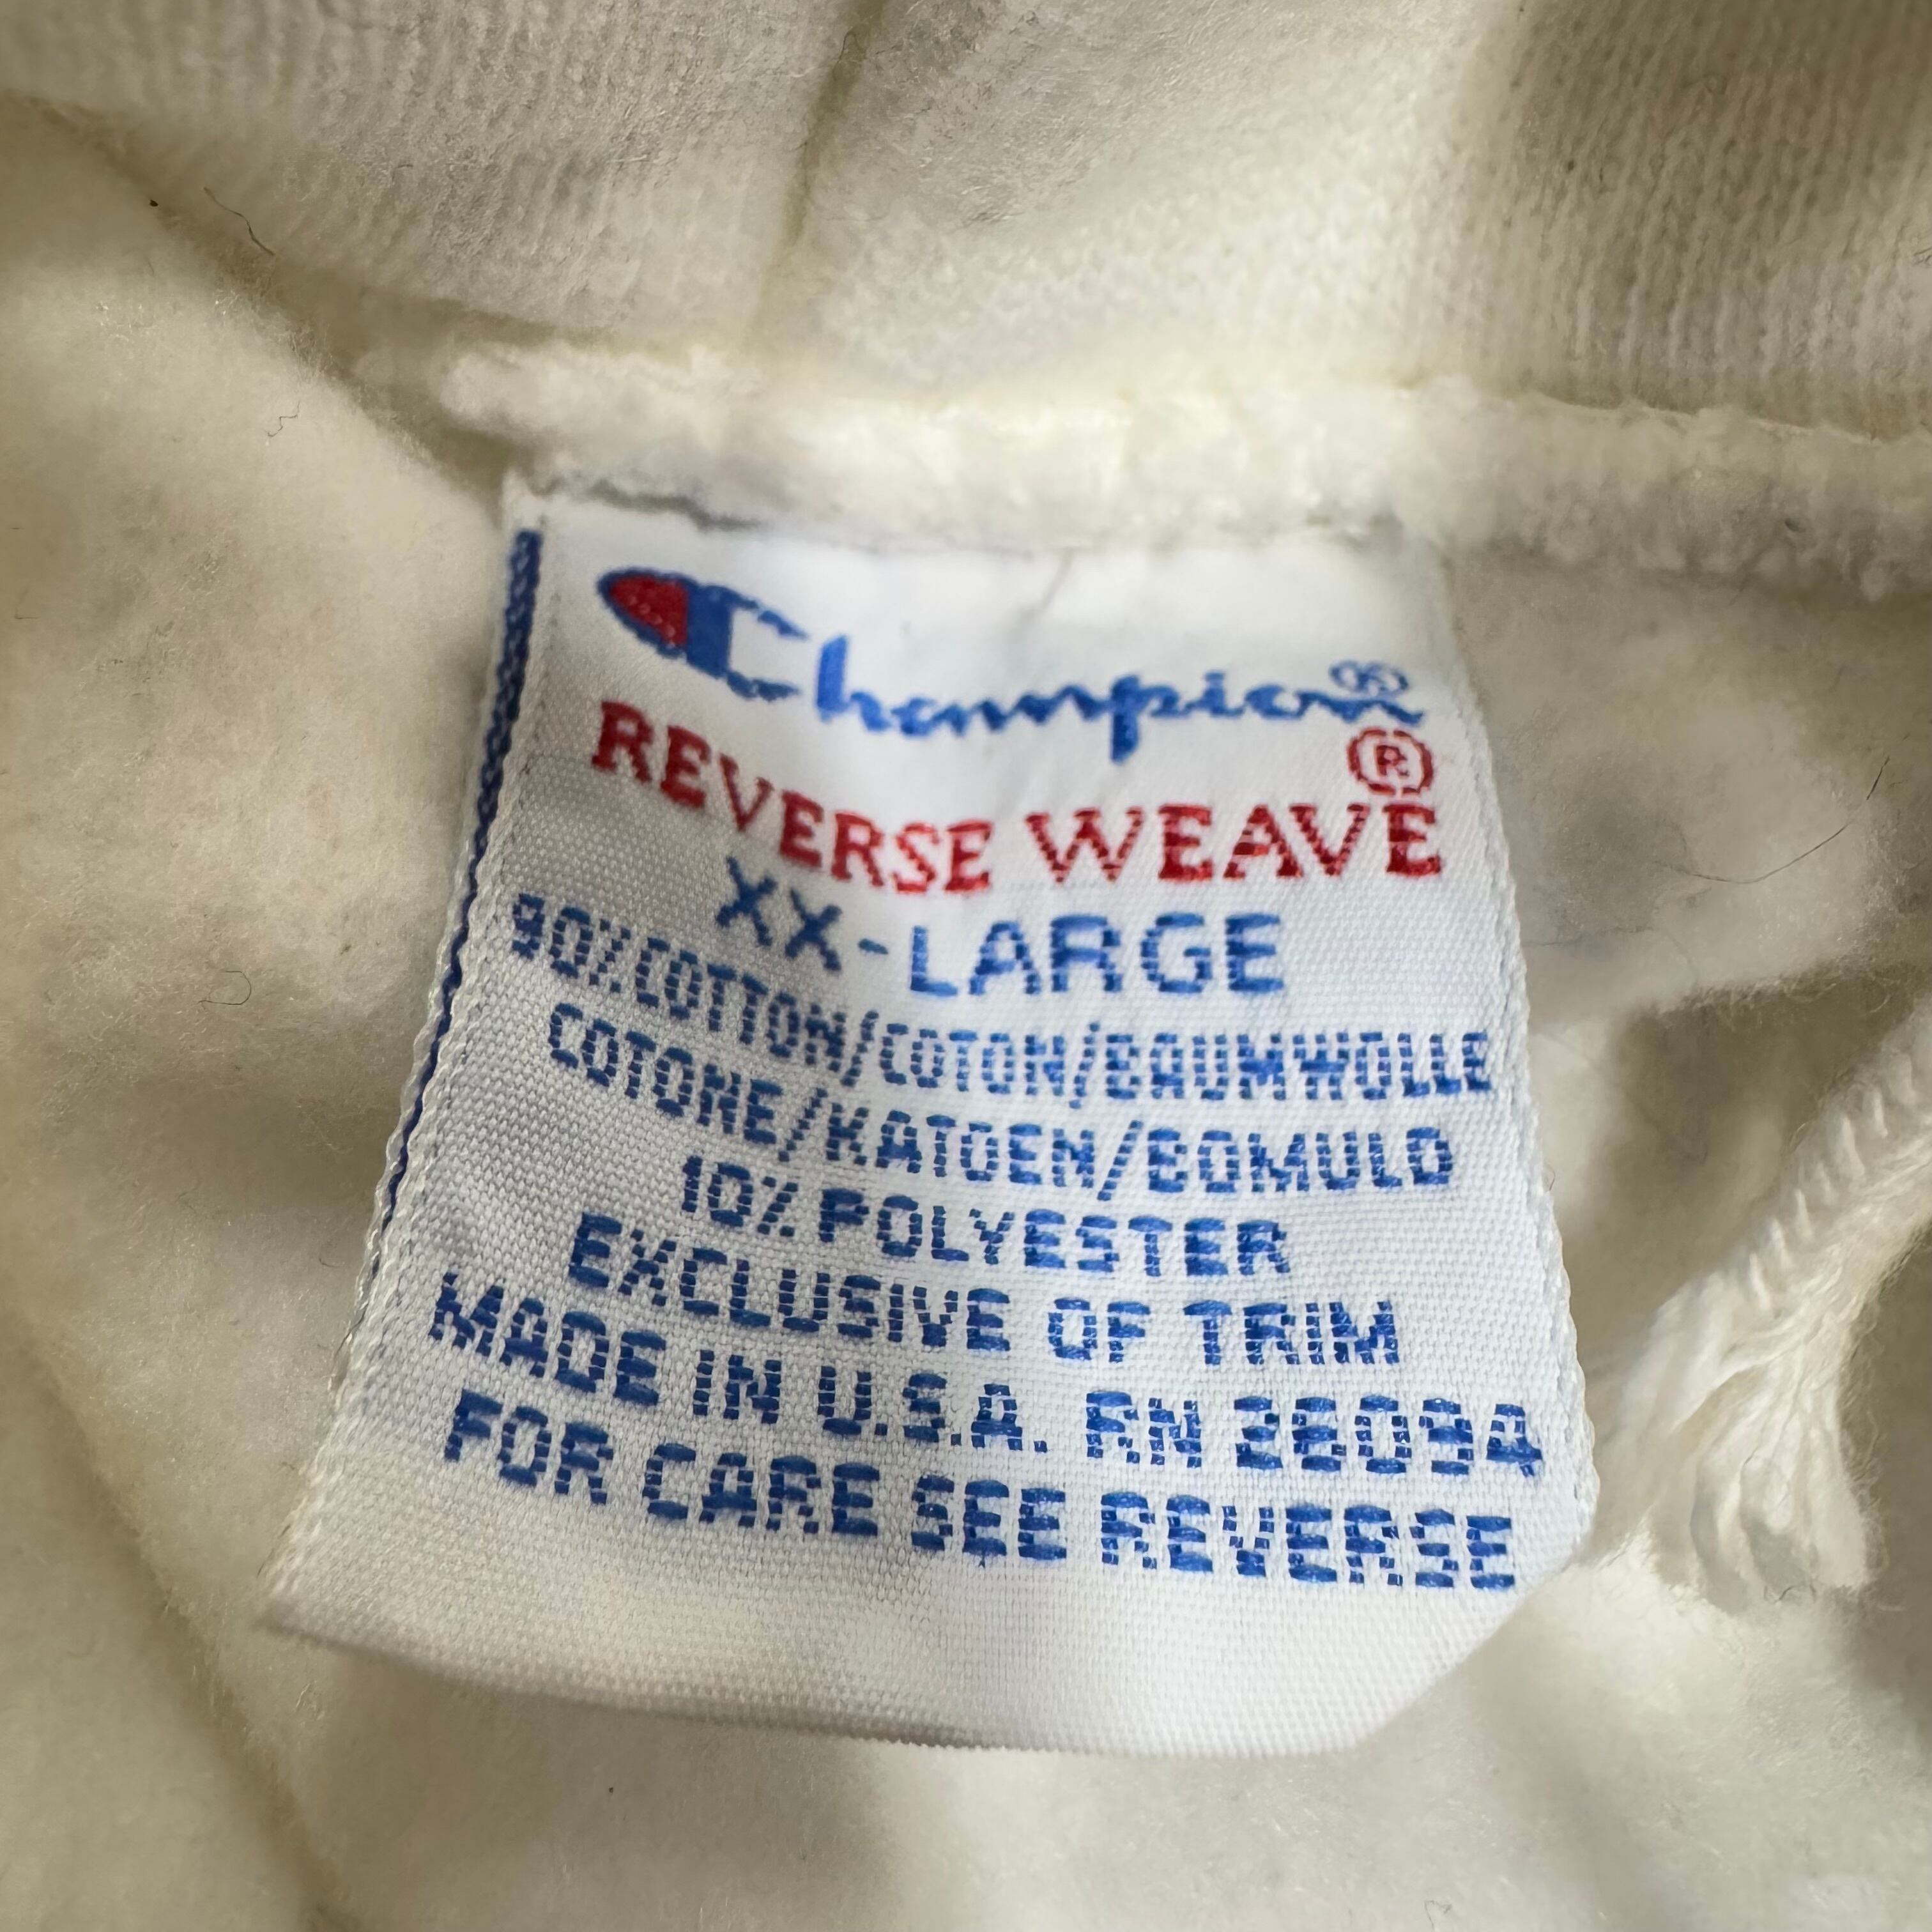 Champion®
REVERSE WEAVE®
XX-LARGE
90%COTTON/COTON/BAUMWOLLE
COTONE/KATOEN/BOMULD
10% POLYESTER
EXCLUSIVE OF TRIM
MADE IN U.S.A. RN 26094
FOR CARE SEE REVERSE